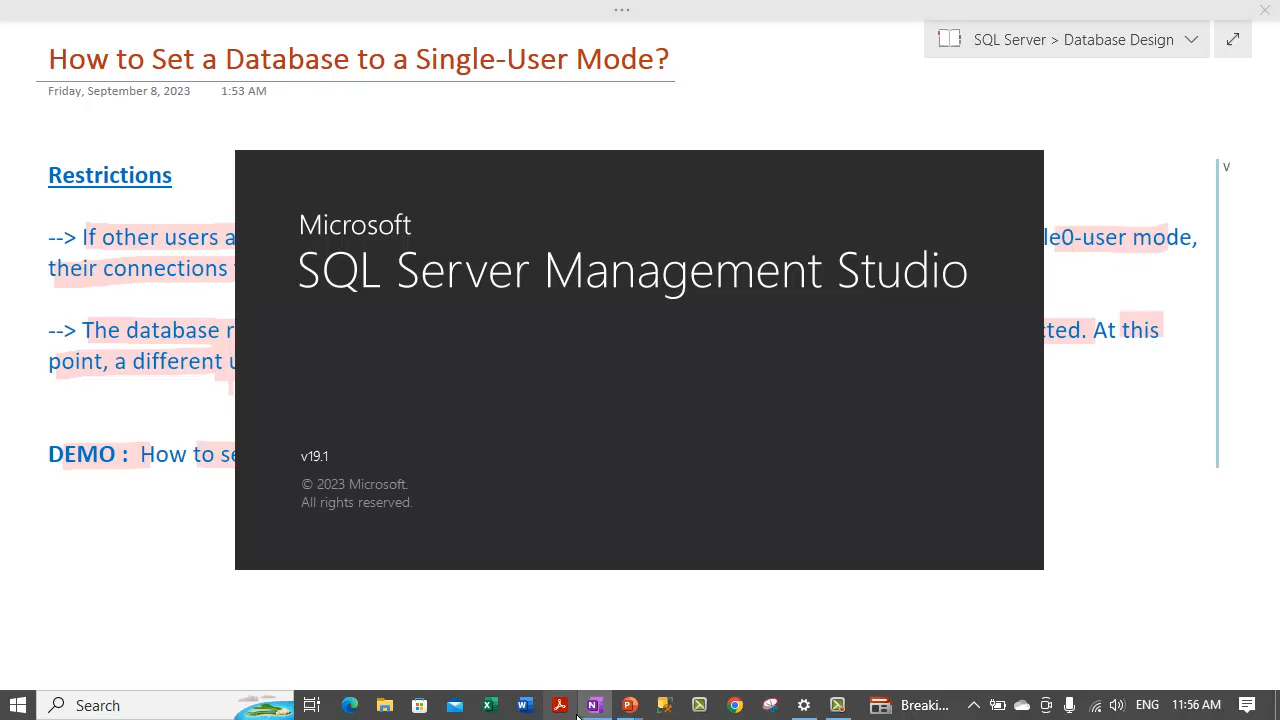 How to Set a Database to a Single-User Mode?
SQL Server > Database Design
Friday, September 8, 2023 1:53 AM
Restrictions
v
--> If other users a
le0-user mode,
their connections
--> The database r
cted. At this
point, a different u
DEMO : How to se
Microsoft
SQL Server Management Studio
v19.1
© 2023 Microsoft.
All rights reserved.
Search
Breaki...
ENG
11:56 AM